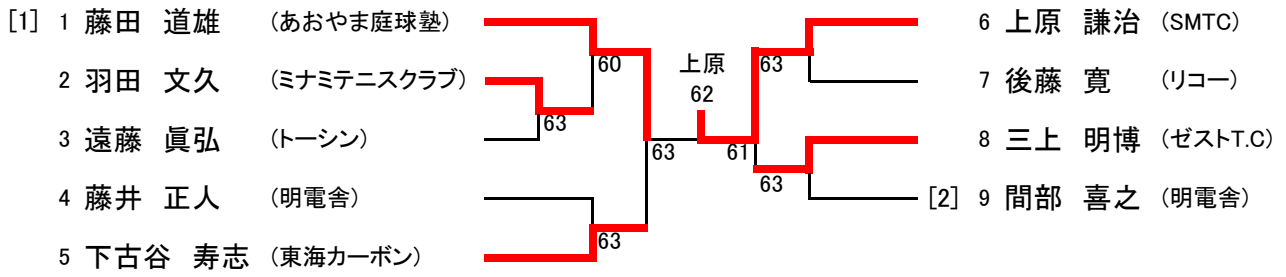 [1] 1 藤田 道雄 (あおやま庭球塾)
2 羽田 文久 (ミナミテニスクラブ)
3 遠藤 眞弘 (トーシン)
4 藤井 正人 (明電舎)
5 下古谷 寿志 (東海カーボン)
60
63
63
63
上原
62
61
63
63
6 上原 謙治 (SMTC)
7 後藤 寛 (リコー)
8 三上 明博 (ゼストT.C)
[2] 9 間部 喜之 (明電舎)